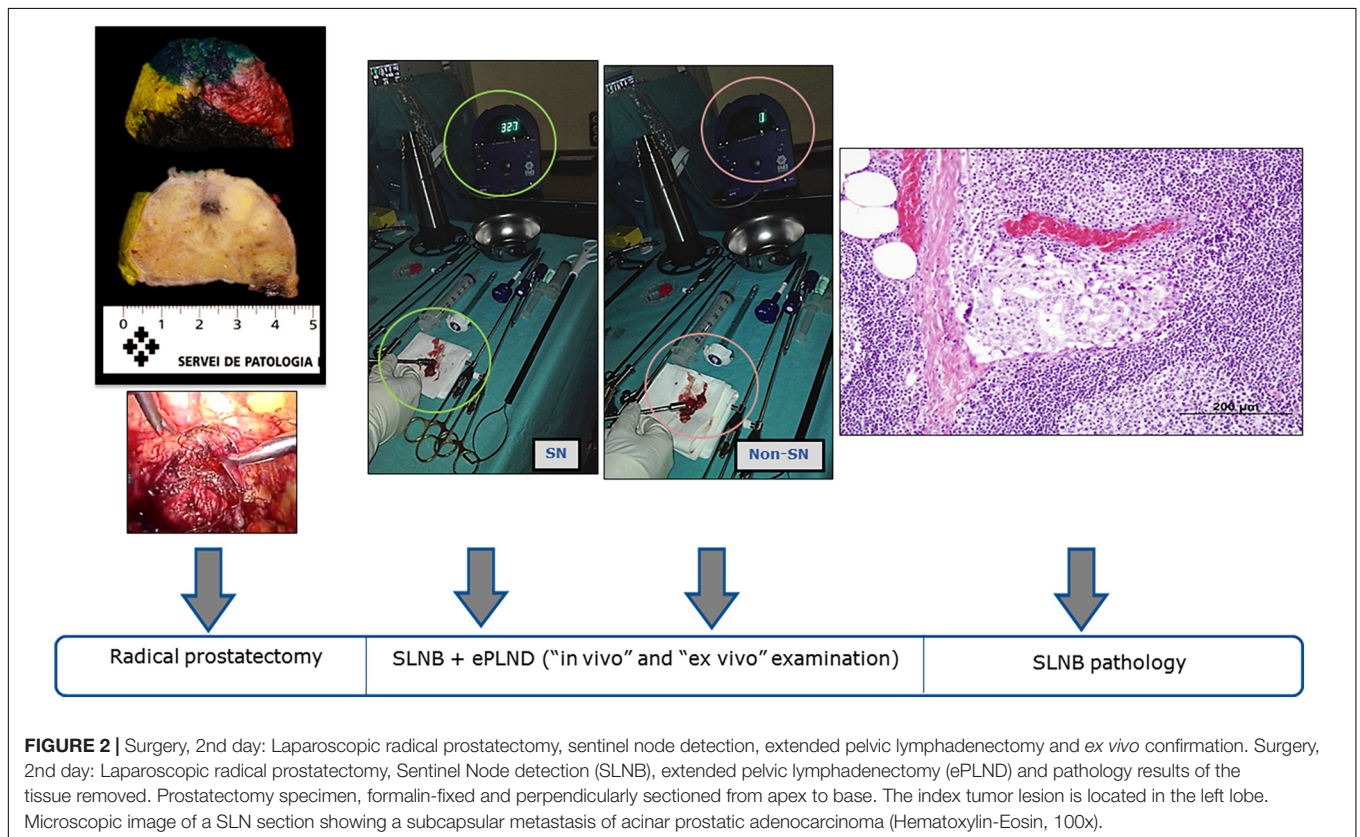 0 1 2 3 4 5
SERVEI DE PATOLOGIA
327
SN
Non-SN
200 µm
Radical prostatectomy
SLNB + ePLND (“in vivo” and “ex vivo” examination)
SLNB pathology
FIGURE 2 | Surgery, 2nd day: Laparoscopic radical prostatectomy, sentinel node detection, extended pelvic lymphadenectomy and ex vivo confirmation. Surgery,
2nd day: Laparoscopic radical prostatectomy, Sentinel Node detection (SLNB), extended pelvic lymphadenectomy (ePLND) and pathology results of the
tissue removed. Prostatectomy specimen, formalin-fixed and perpendicularly sectioned from apex to base. The index tumor lesion is located in the left lobe.
Microscopic image of a SLN section showing a subcapsular metastasis of acinar prostatic adenocarcinoma (Hematoxylin-Eosin, 100x).